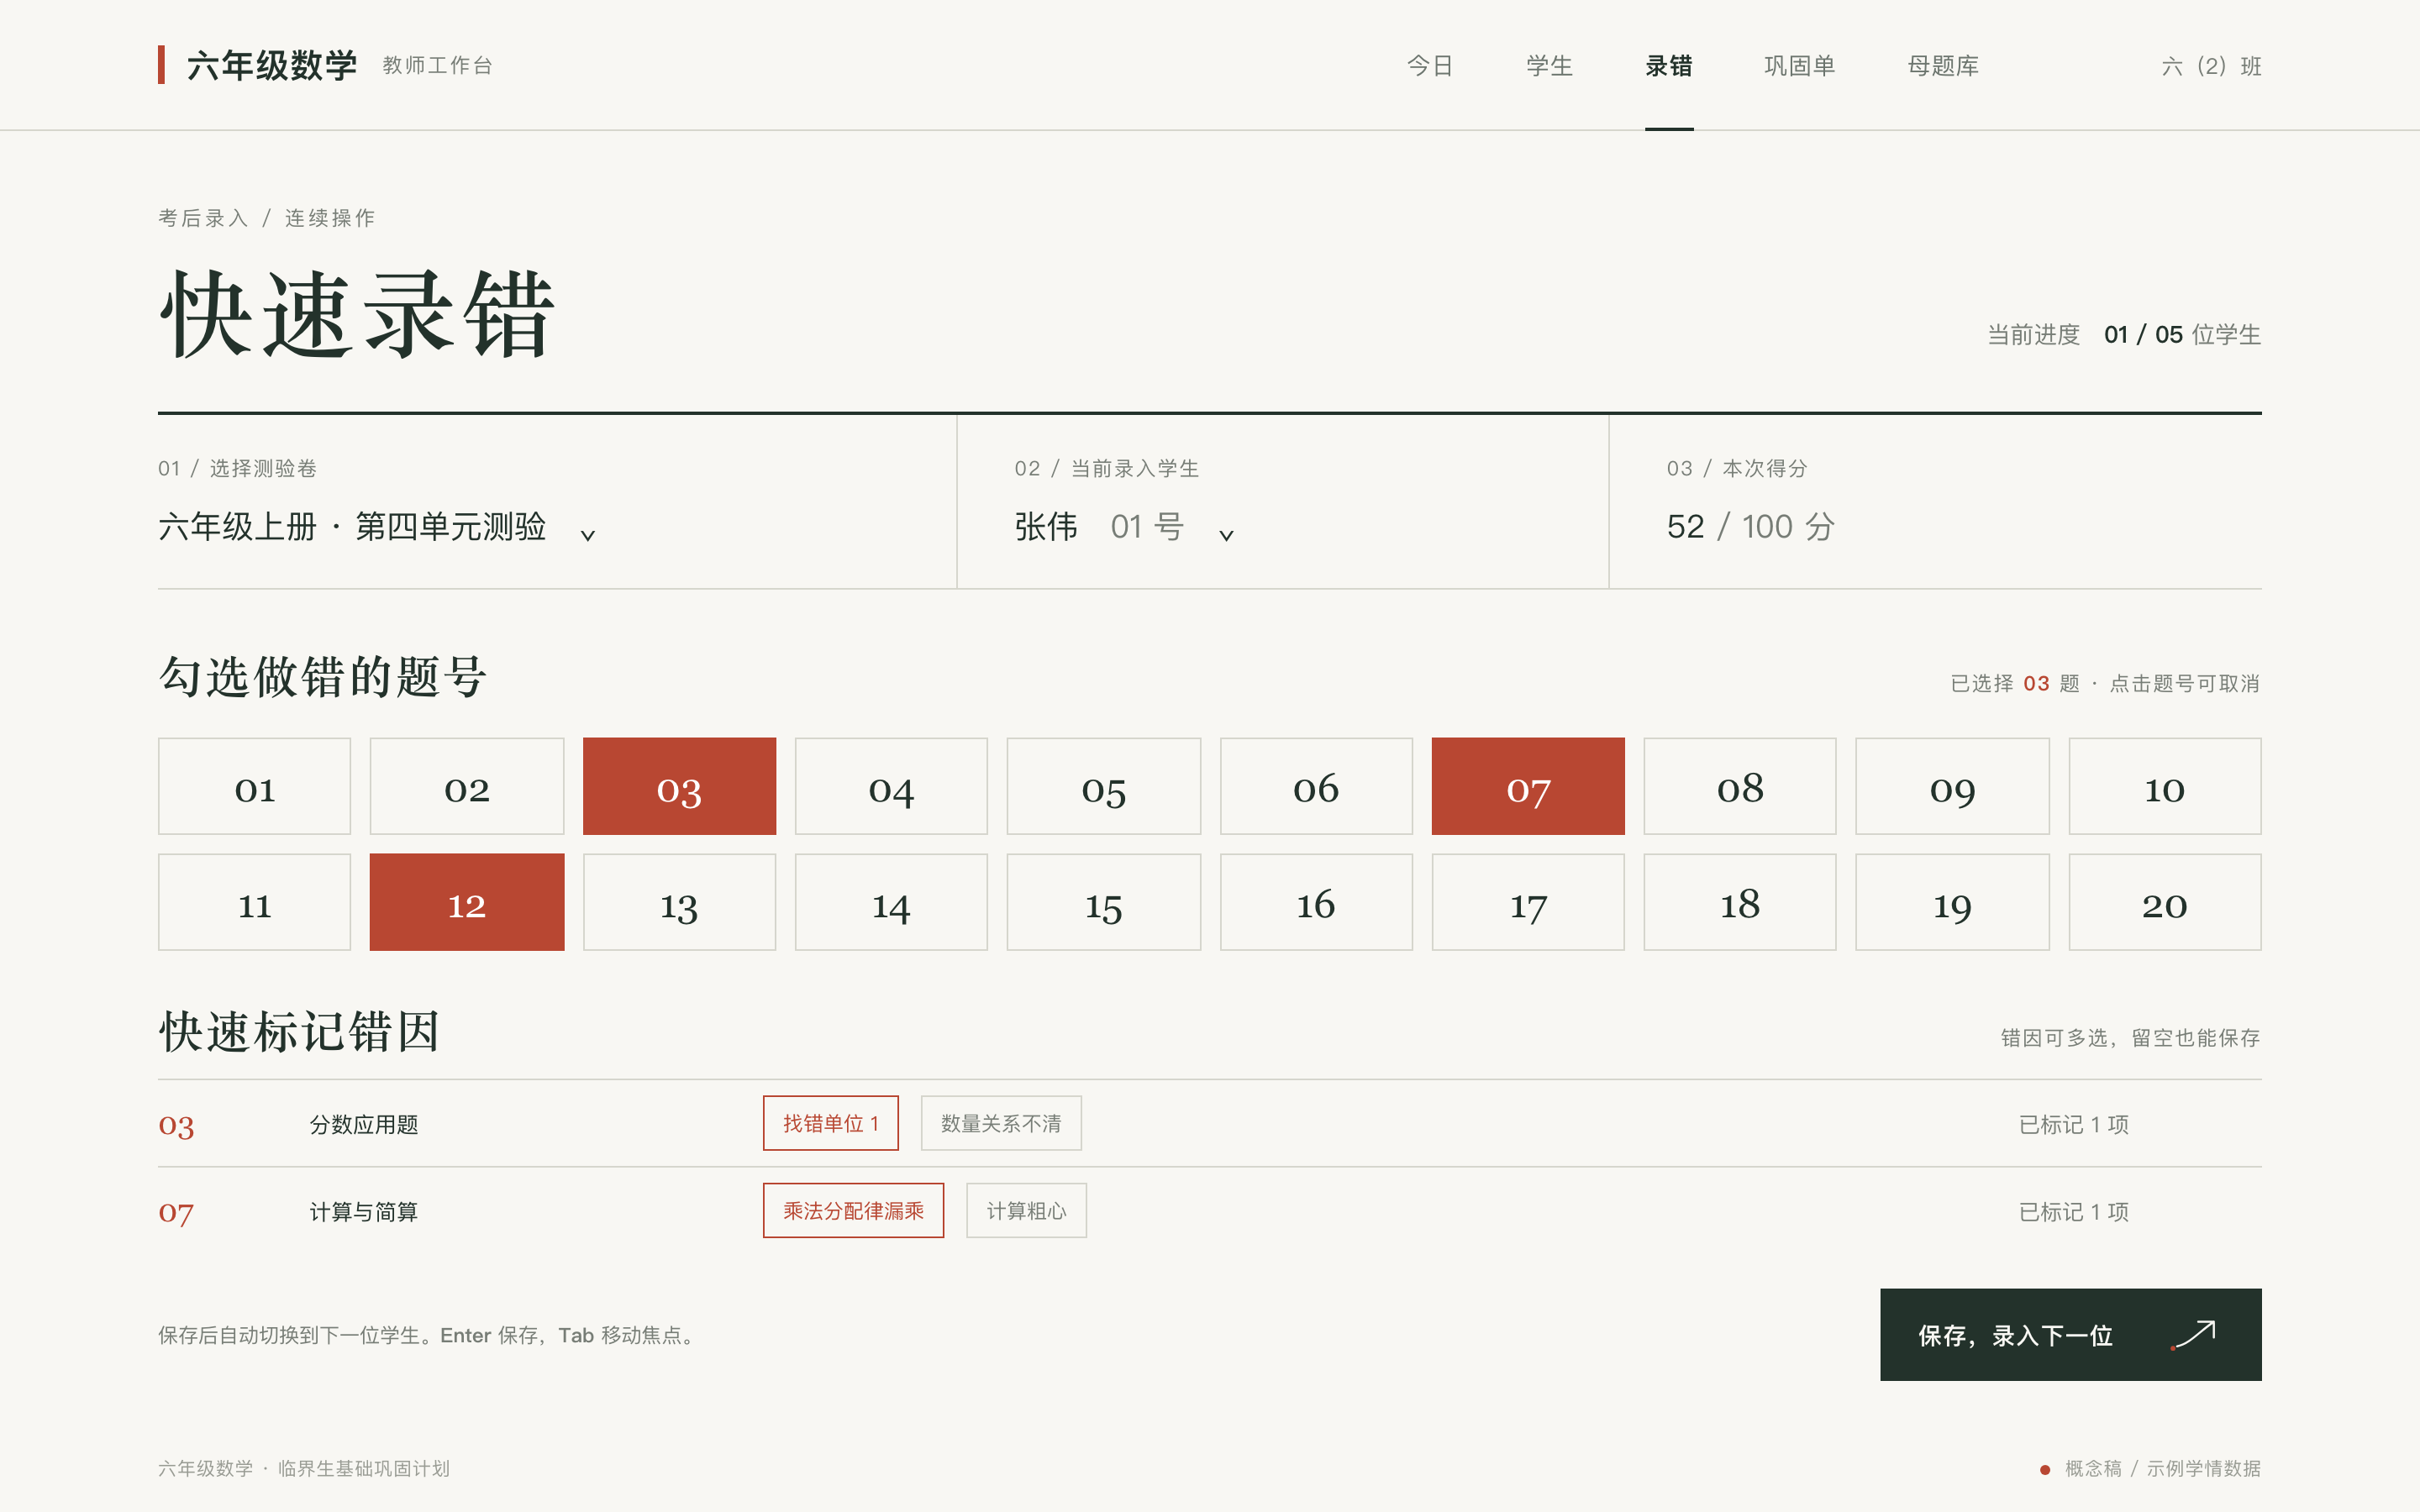 六年级数学 教师工作台 今日 学生 录错 巩固单 母题库 六（2）班
考后录入 / 连续操作
快速录错
当前进度 01 / 05 位学生
01 / 选择测验卷 02 / 当前录入学生 03 / 本次得分
六年级上册 · 第四单元测验 张伟 01 号 52 / 100 分
勾选做错的题号 已选择 03 题 · 点击题号可取消
01 02 03 04 05 06 07 08 09 10
11 12 13 14 15 16 17 18 19 20
快速标记错因 错因可多选，留空也能保存
03 分数应用题 找错单位 1 数量关系不清 已标记 1 项
07 计算与简算 乘法分配律漏乘 计算粗心 已标记 1 项
保存后自动切换到下一位学生。Enter 保存，Tab 移动焦点。 保存，录入下一位
六年级数学 · 临界生基础巩固计划 概念稿 / 示例学情数据